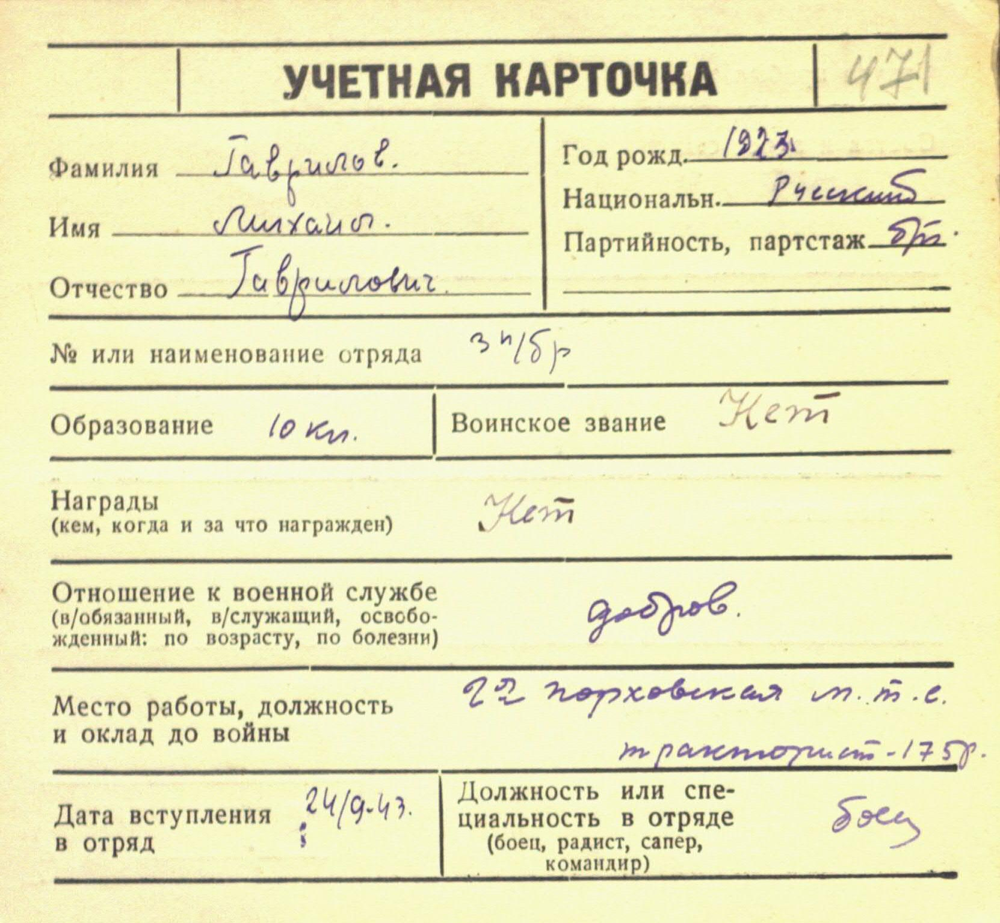 УЧЕТНАЯ КАРТОЧКА
471
Фамилия Гаврилов.
Имя Михаил.
Отчество Гаврилович.
Год рожд. 1923
Национальн. Русский
Партийность, партстаж бп.
№ или наименование отряда 3 п/бр
Образование 10 кл.
Воинское звание Нет
Награды
(кем, когда и за что награжден) Нет
Отношение к военной службе
(в/обязанный, в/служащий, освобо-
жденный: по возрасту, по болезни)
добров.
Место работы, должность
и оклад до войны
2я порховская м.т.с.
тракторист-175р.
Дата вступления
в отряд
24/9-43.
Должность или спе-
циальность в отряде
(боец, радист, сапер,
командир)
боец